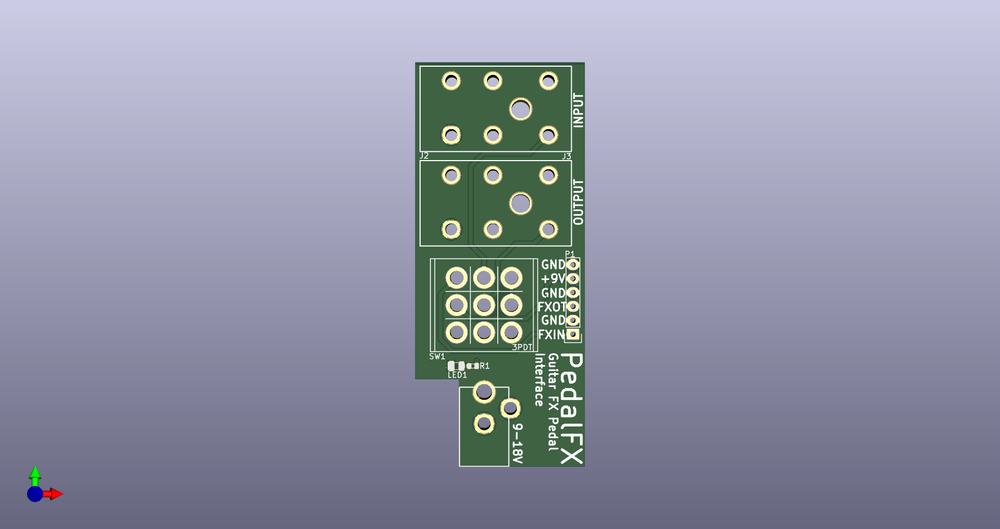 INPUT
J2
J3
OUTPUT
P1
GND
+9V
GND
FXOT
GND
FXIN
3PDT
SW1
R1
LED1
PedalFX
Guitar FX Pedal
Interface
9-18V